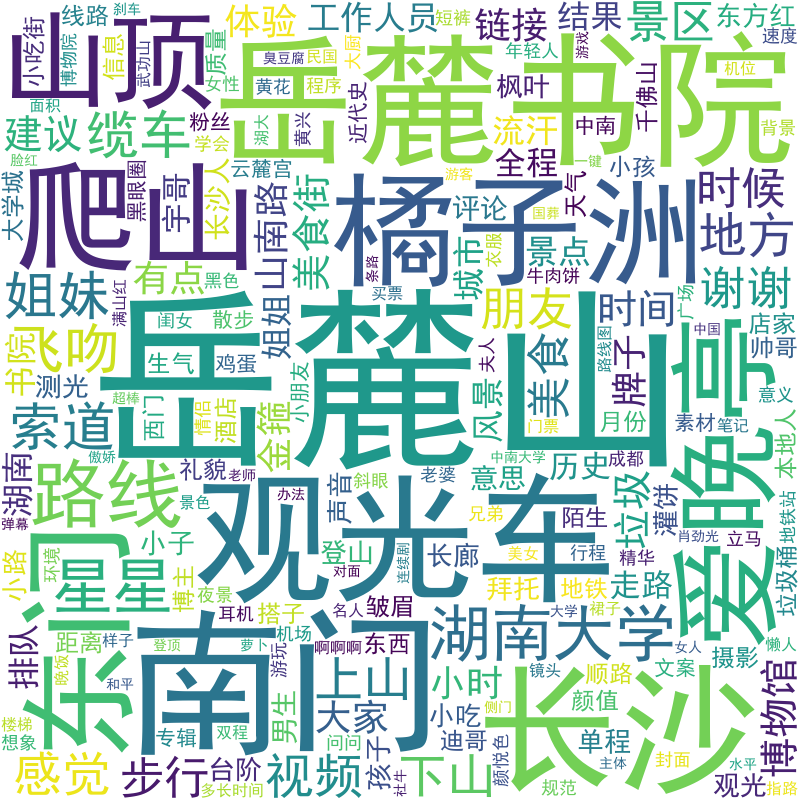 岳麓山
岳麓书院
橘子洲
观光车
南门
东门
爱晚亭
长沙
爬山
山顶
湖南大学
路线
星星
飞吻
索道
上山
下山
步行
视频
感觉
缆车
建议
姐妹
朋友
谢谢
地方
时候
时间
美食
美食街
博物馆
景区
体验
工作人员
链接
结果
东方红
线路
刹车
短裤
小吃街
博物院
信息
武功山
质量
臭豆腐
民国
大厨
女性
黄花
程序
年轻人
游戏
机位
速度
面积
粉丝
湖大
黄兴
近代史
流汗
枫叶
中南
千佛山
背景
脸红
学会
游客
全程
一键
大学城
黑眼圈
宇哥
长沙人
云麓宫
国葬
评论
天气
小孩
山南路
城市
衣服
景点
牛肉饼
有点
黑色
满山红
姐姐
买票
条路
广场
中国
店家
书院
闺女
散步
夫人
路线图
帅哥
测光
生气
鸡蛋
小朋友
风景
牌子
意义
超棒
西门
情侣
酒店
金箍
门票
月份
素材
笔记
本地人
傲娇
湖南
礼貌
老师
声音
斜眼
老婆
意思
中南大学
历史
成都
垃圾
灌饼
地铁站
景色
办法
弹幕
小子
登山
长廊
兄弟
陌生
肖劲光
立马
垃圾桶
小路
环境
博主
夜景
对面
连续剧
美女
行程
精华
排队
距离
耳机
搭子
皱眉
拜托
地铁
走路
样子
名人
大学
裙子
女人
懒人
晚饭
登顶
萝卜
机场
游玩
啊啊啊
东西
小时
镜头
顺路
文案
摄影
和平
专辑
双程
男生
问问
大家
小吃
颜值
楼梯
想象
台阶
孩子
迪哥
单程
封面
水平
多长时间
社牛
颜悦色
规范
主体
观光
指路